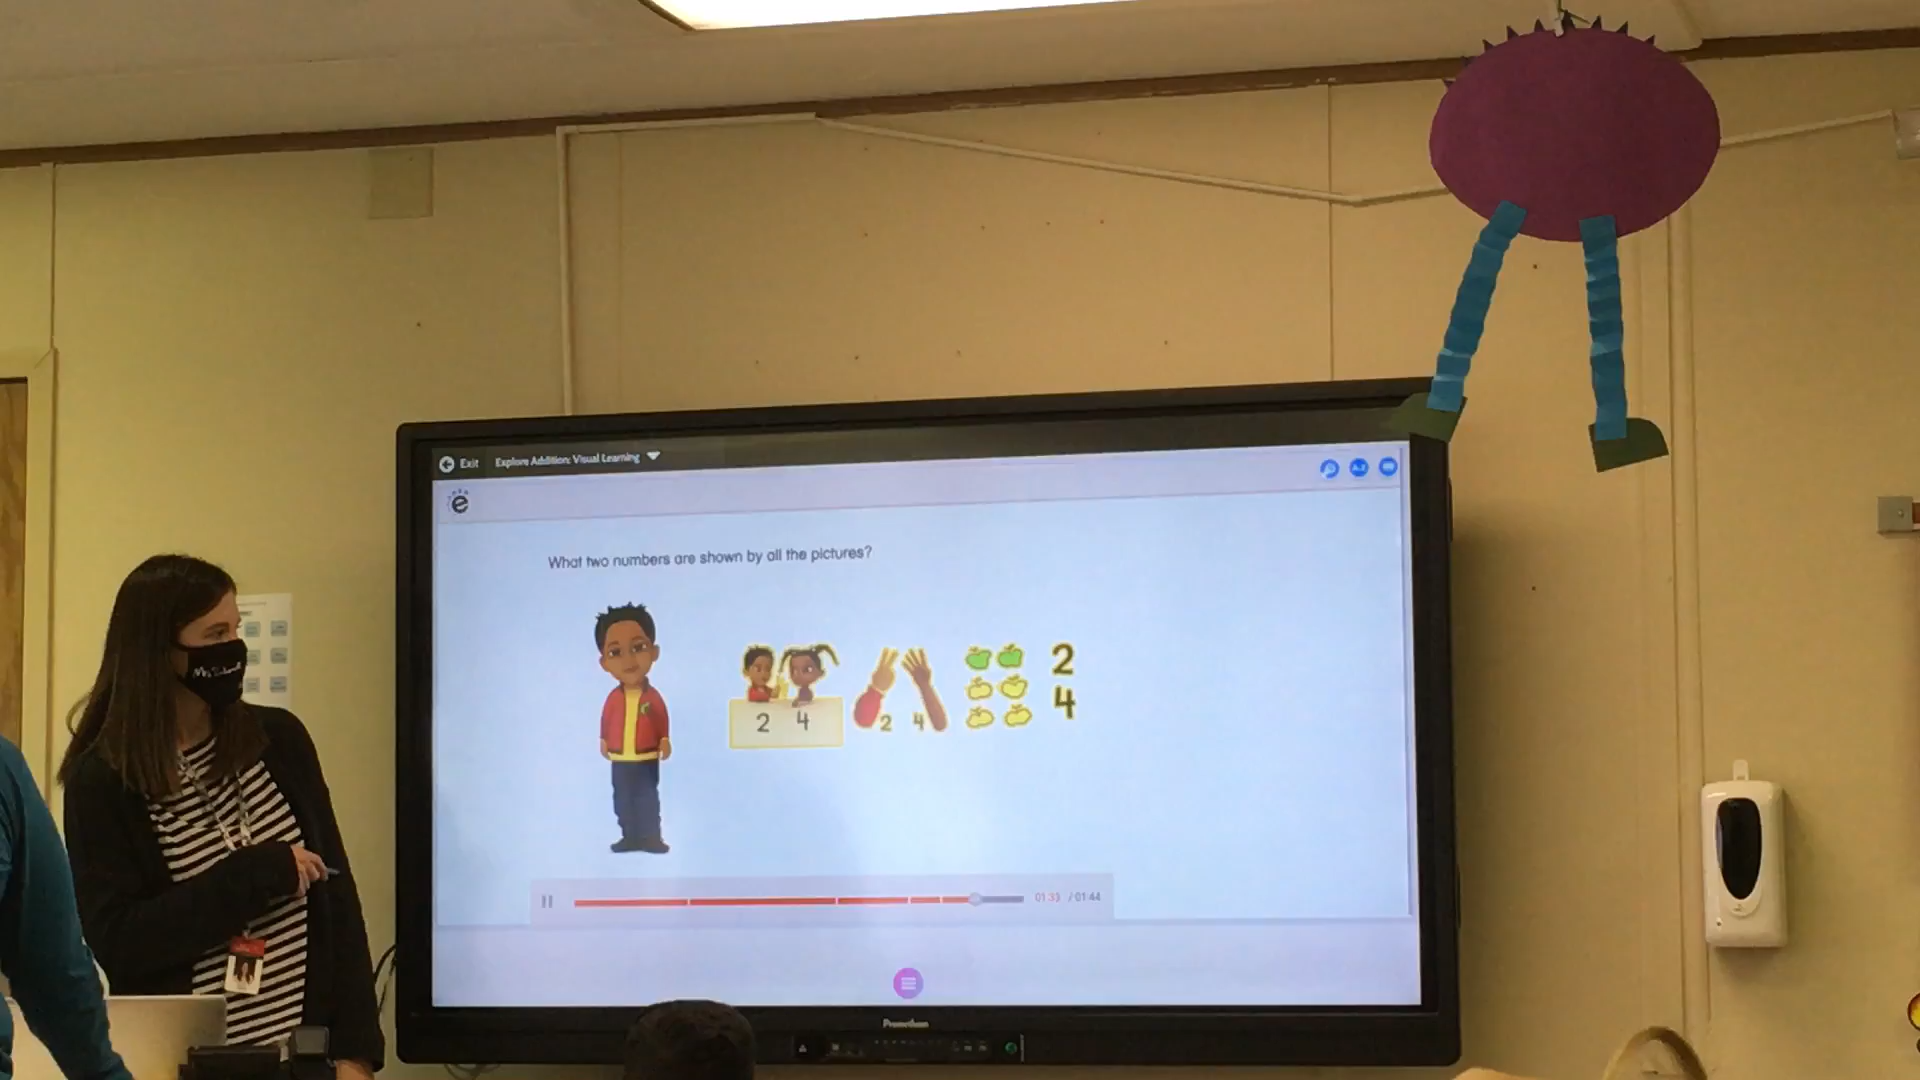 Exit Explore Addition: Visual Learning
e
What two numbers are shown by all the pictures?
2 4
2 4
2
4
01:33 / 01:44
Promethean
Mrs.